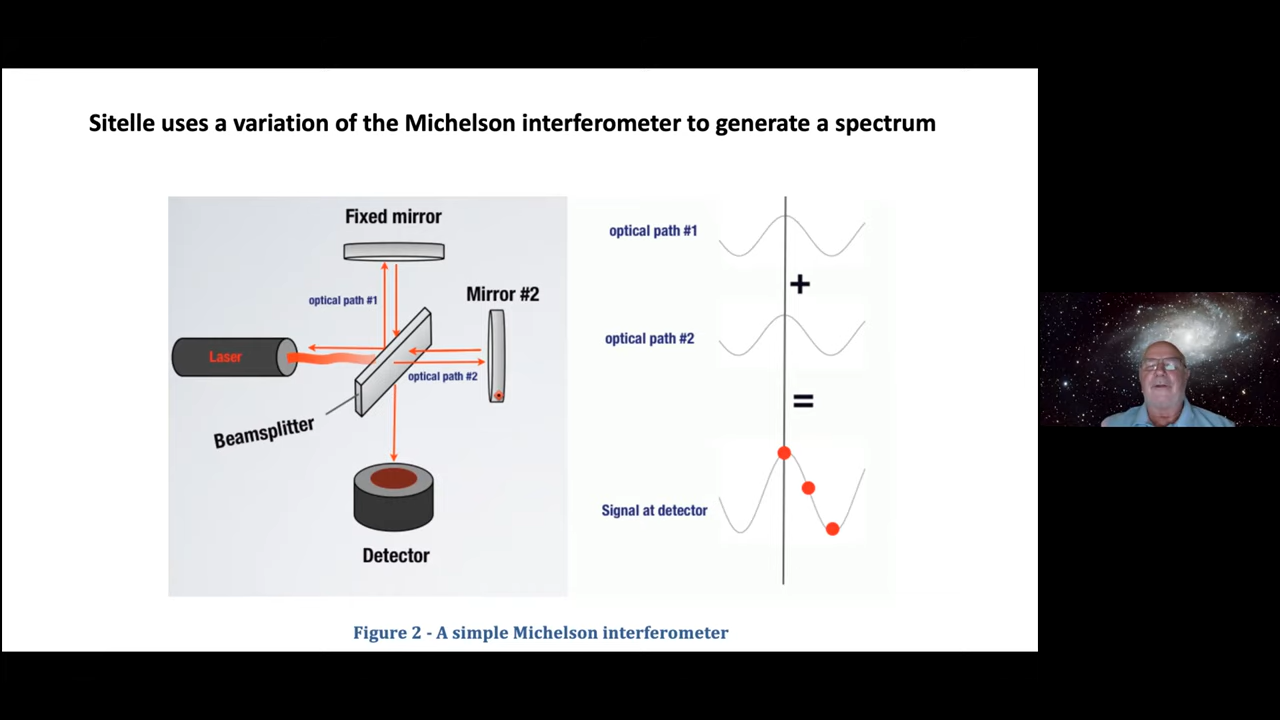 Sitelle uses a variation of the Michelson interferometer to generate a spectrum
Fixed mirror
optical path #1
Mirror #2
Laser
optical path #2
Beamsplitter
Detector
optical path #1
+
optical path #2
=
Signal at detector
Figure 2 - A simple Michelson interferometer